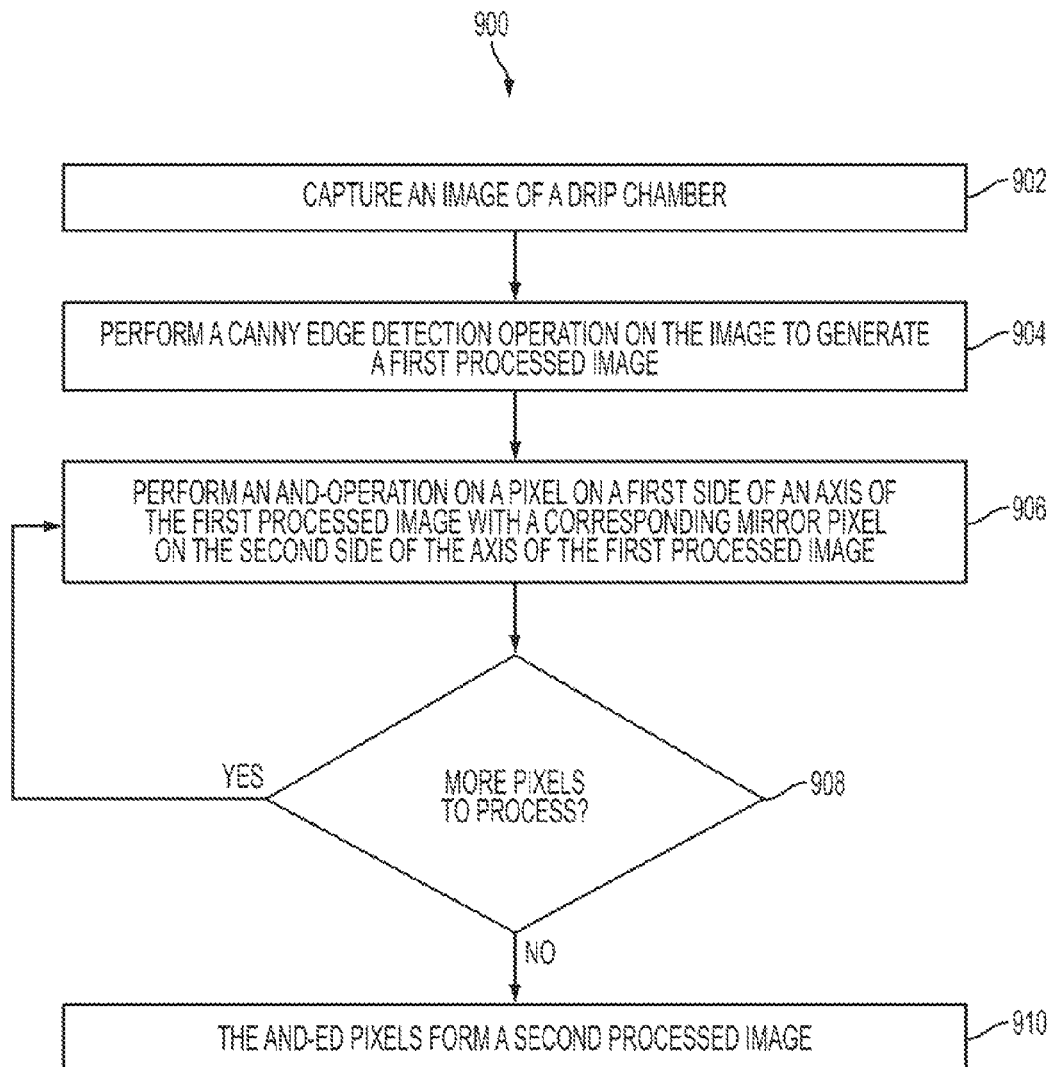 900
CAPTURE AN IMAGE OF A DRIP CHAMBER
902
PERFORM A CANNY EDGE DETECTION OPERATION ON THE IMAGE TO GENERATE
A FIRST PROCESSED IMAGE
904
PERFORM AN AND-OPERATION ON A PIXEL ON A FIRST SIDE OF AN AXIS OF
THE FIRST PROCESSED IMAGE WITH A CORRESPONDING MIRROR PIXEL
ON THE SECOND SIDE OF THE AXIS OF THE FIRST PROCESSED IMAGE
906
YES
MORE PIXELS
TO PROCESS?
908
NO
THE AND-ED PIXELS FORM A SECOND PROCESSED IMAGE
910